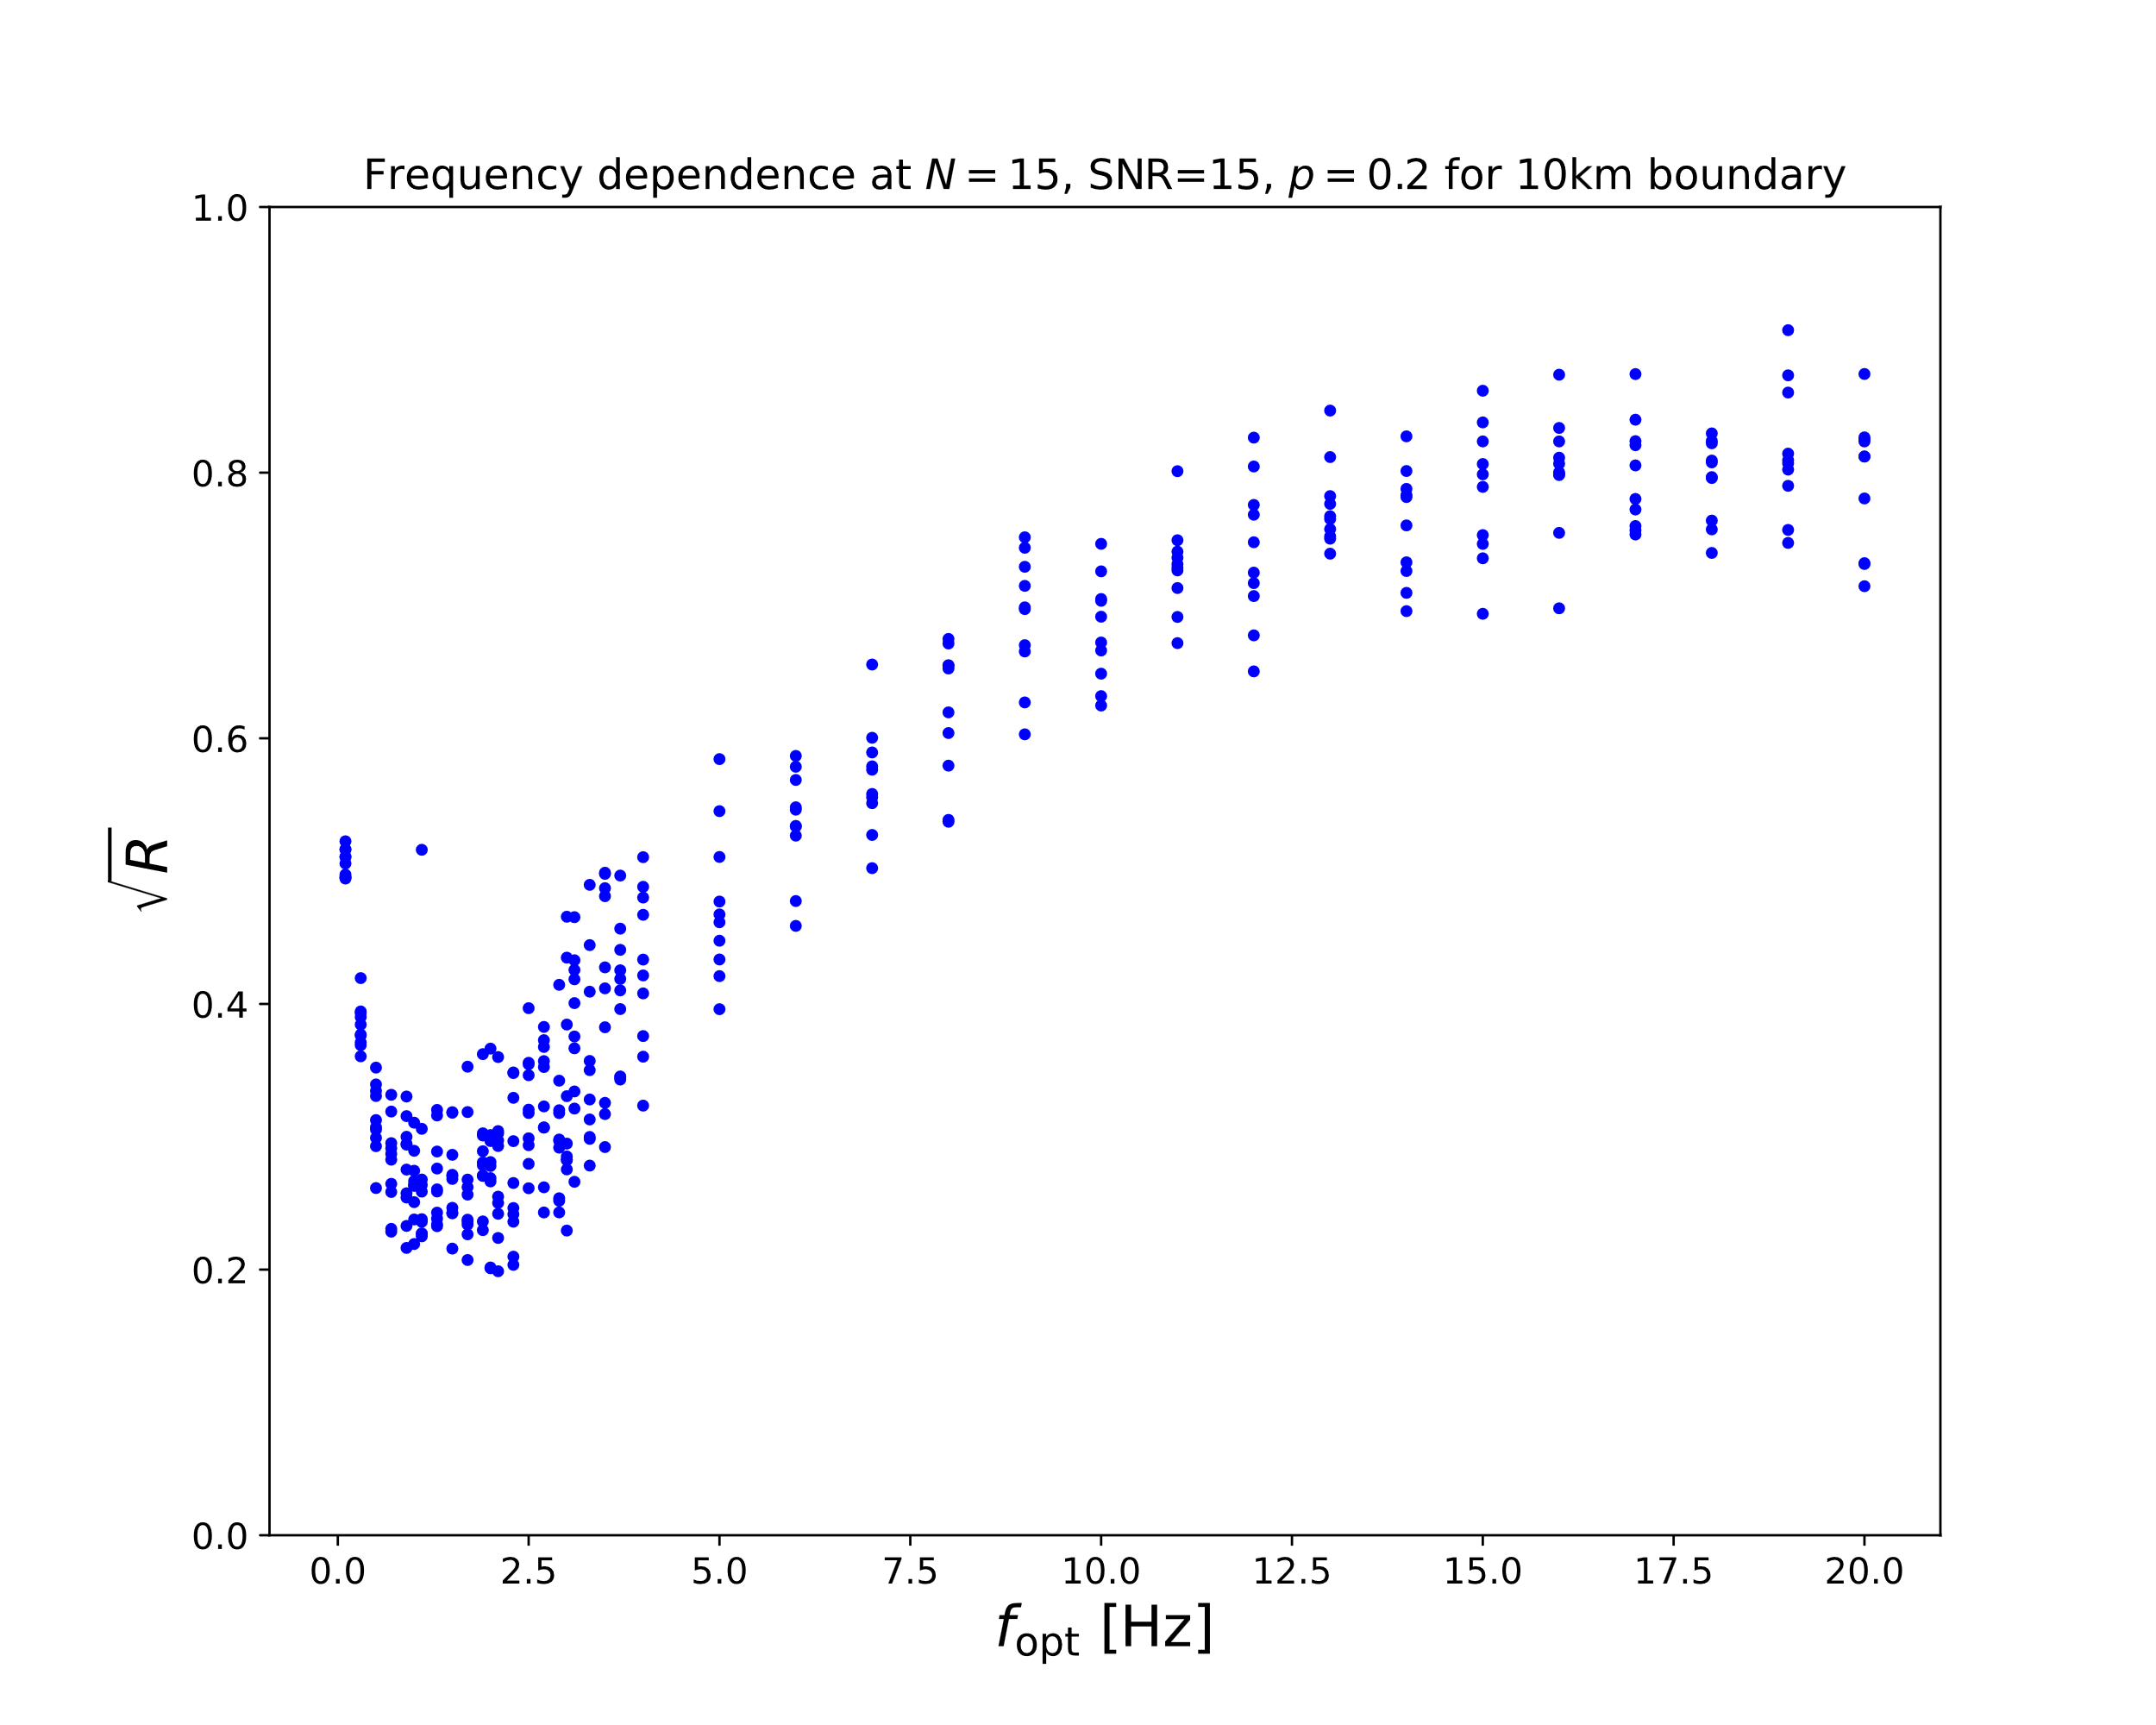 Frequency dependence at N = 15, SNR=15, p = 0.2 for 10km boundary
1.0
0.8
0.6
0.4
0.2
0.0
√R
0.0 2.5 5.0 7.5 10.0 12.5 15.0 17.5 20.0
f_opt [Hz]